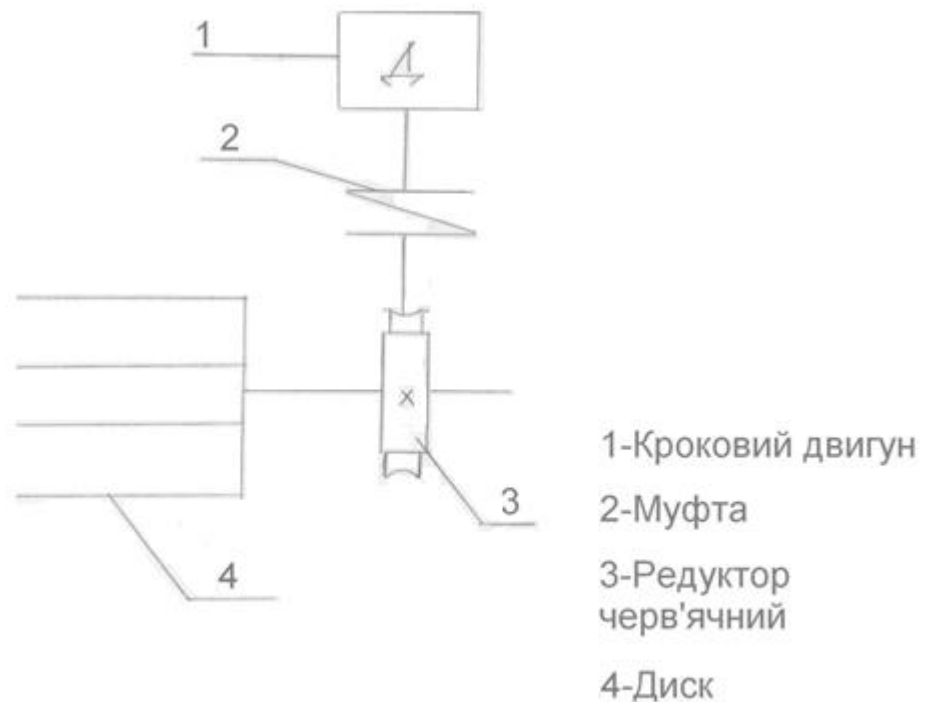 1
Д
2
3
4
1-Кроковий двигун
2-Муфта
3-Редуктор
черв'ячний
4-Диск